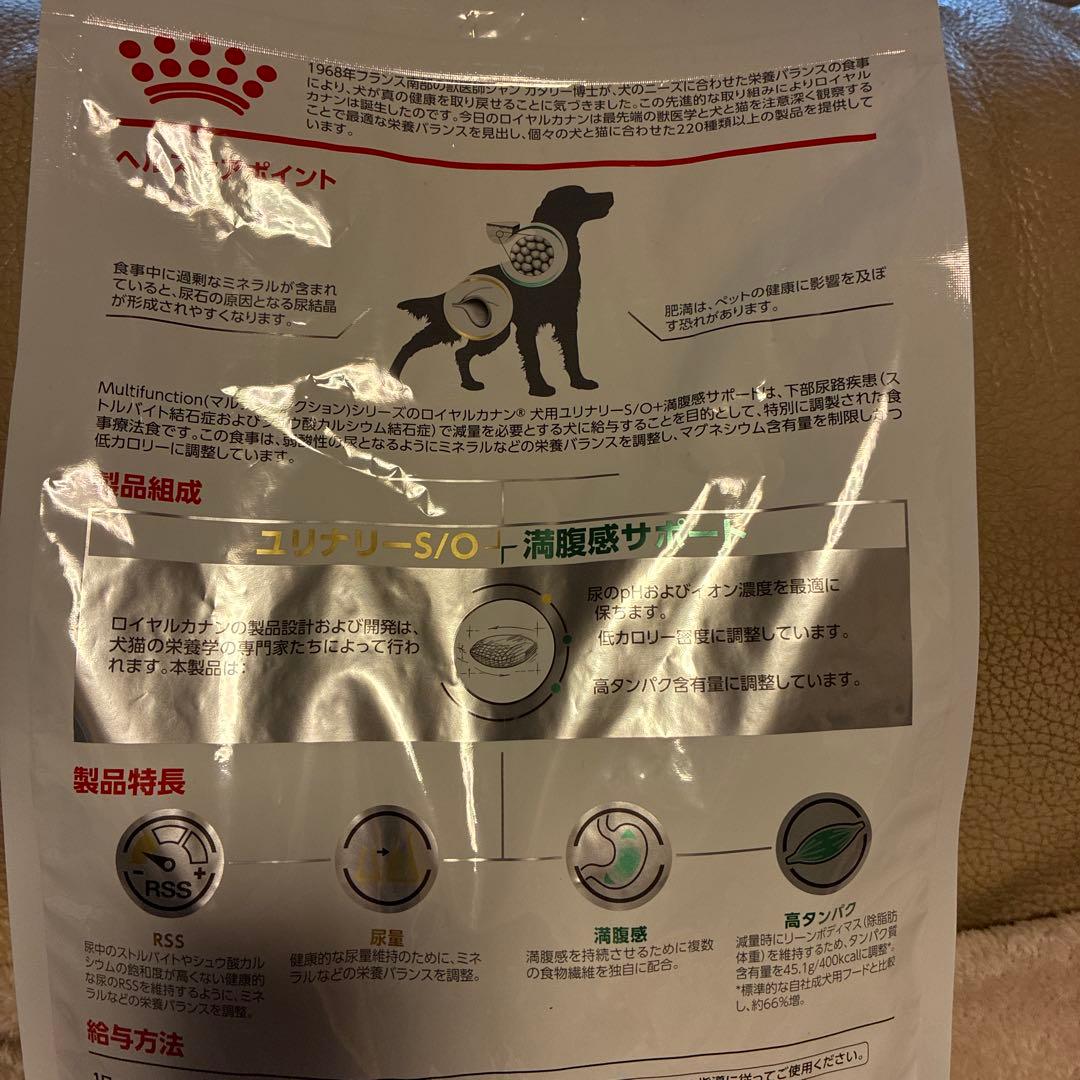 1968年フランス南部の獣医師ジャン カタリー博士が、犬のニーズに合わせた栄養バランスの食事
により、犬が真の健康を取り戻せることに気づきました。この先進的な取り組みによりロイヤル
カナンは誕生したのです。今日のロイヤルカナンは最先端の獣医学と犬と猫を注意深く観察する
ことで最適な栄養バランスを見出し、個々の犬と猫に合わせた220種類以上の製品を提供して
います。
ヘルスケアポイント
食事中に過剰なミネラルが含まれ
ていると、尿石の原因となる尿結晶
が形成されやすくなります。
肥満は、ペットの健康に影響を及ぼ
す恐れがあります。
Multifunction(マルチファンクション)シリーズのロイヤルカナン® 犬用ユリナリーS/O+満腹感サポートは、下部尿路疾患(ス
トルバイト結石症およびシュウ酸カルシウム結石症)で減量を必要とする犬に給与することを目的として、特別に調製された食
事療法食です。この食事は、弱酸性の尿となるようにミネラルなどの栄養バランスを調整し、マグネシウム含有量を制限しつつ
低カロリーに調整しています。
製品組成
ユリナリーS/O
満腹感サポート
ロイヤルカナンの製品設計および開発は、
犬猫の栄養学の専門家たちによって行わ
れます。本製品は:
尿のpHおよびイオン濃度を最適に
保ちます。
低カロリー密度に調整しています。
高タンパク含有量に調整しています。
製品特長
- RSS +
RSS
尿中のストルバイトやシュウ酸カル
シウムの飽和度が高くない健康的
な尿のRSSを維持するように、ミネ
ラルなどの栄養バランスを調整。
尿量
健康的な尿量維持のために、ミネ
ラルなどの栄養バランスを調整。
満腹感
満腹感を持続させるために複数
の食物繊維を独自に配合。
高タンパク
減量時にリーンボディマス(除脂肪
体重)を維持するため、タンパク質
含有量を45.1g/400kcalに調整*。
*標準的な自社成犬用フードと比較
し、約66%増。
給与方法
に従ってご使用ください。